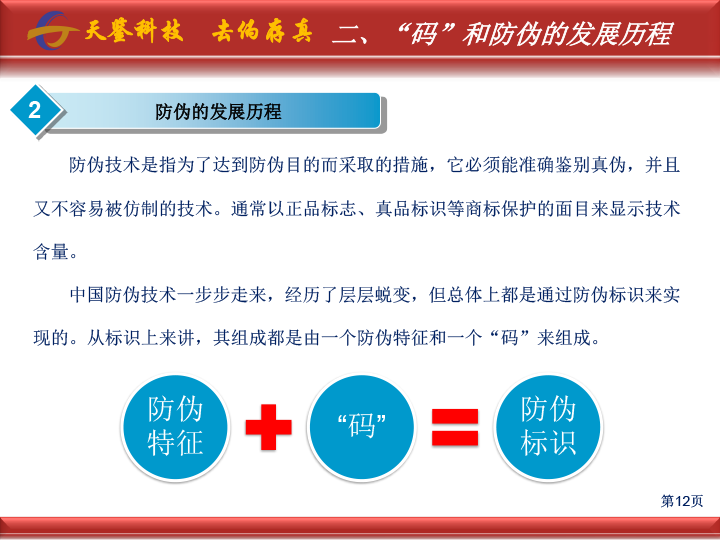 天鉴科技 去伪存真 二、“码”和防伪的发展历程
2 防伪的发展历程
防伪技术是指为了达到防伪目的而采取的措施，它必须能准确鉴别真伪，并且
又不容易被仿制的技术。通常以正品标志、真品标识等商标保护的面目来显示技术
含量。
中国防伪技术一步步走来，经历了层层蜕变，但总体上都是通过防伪标识来实
现的。从标识上来讲，其组成都是由一个防伪特征和一个“码”来组成。
防伪
特征
“码”
防伪
标识
第12页